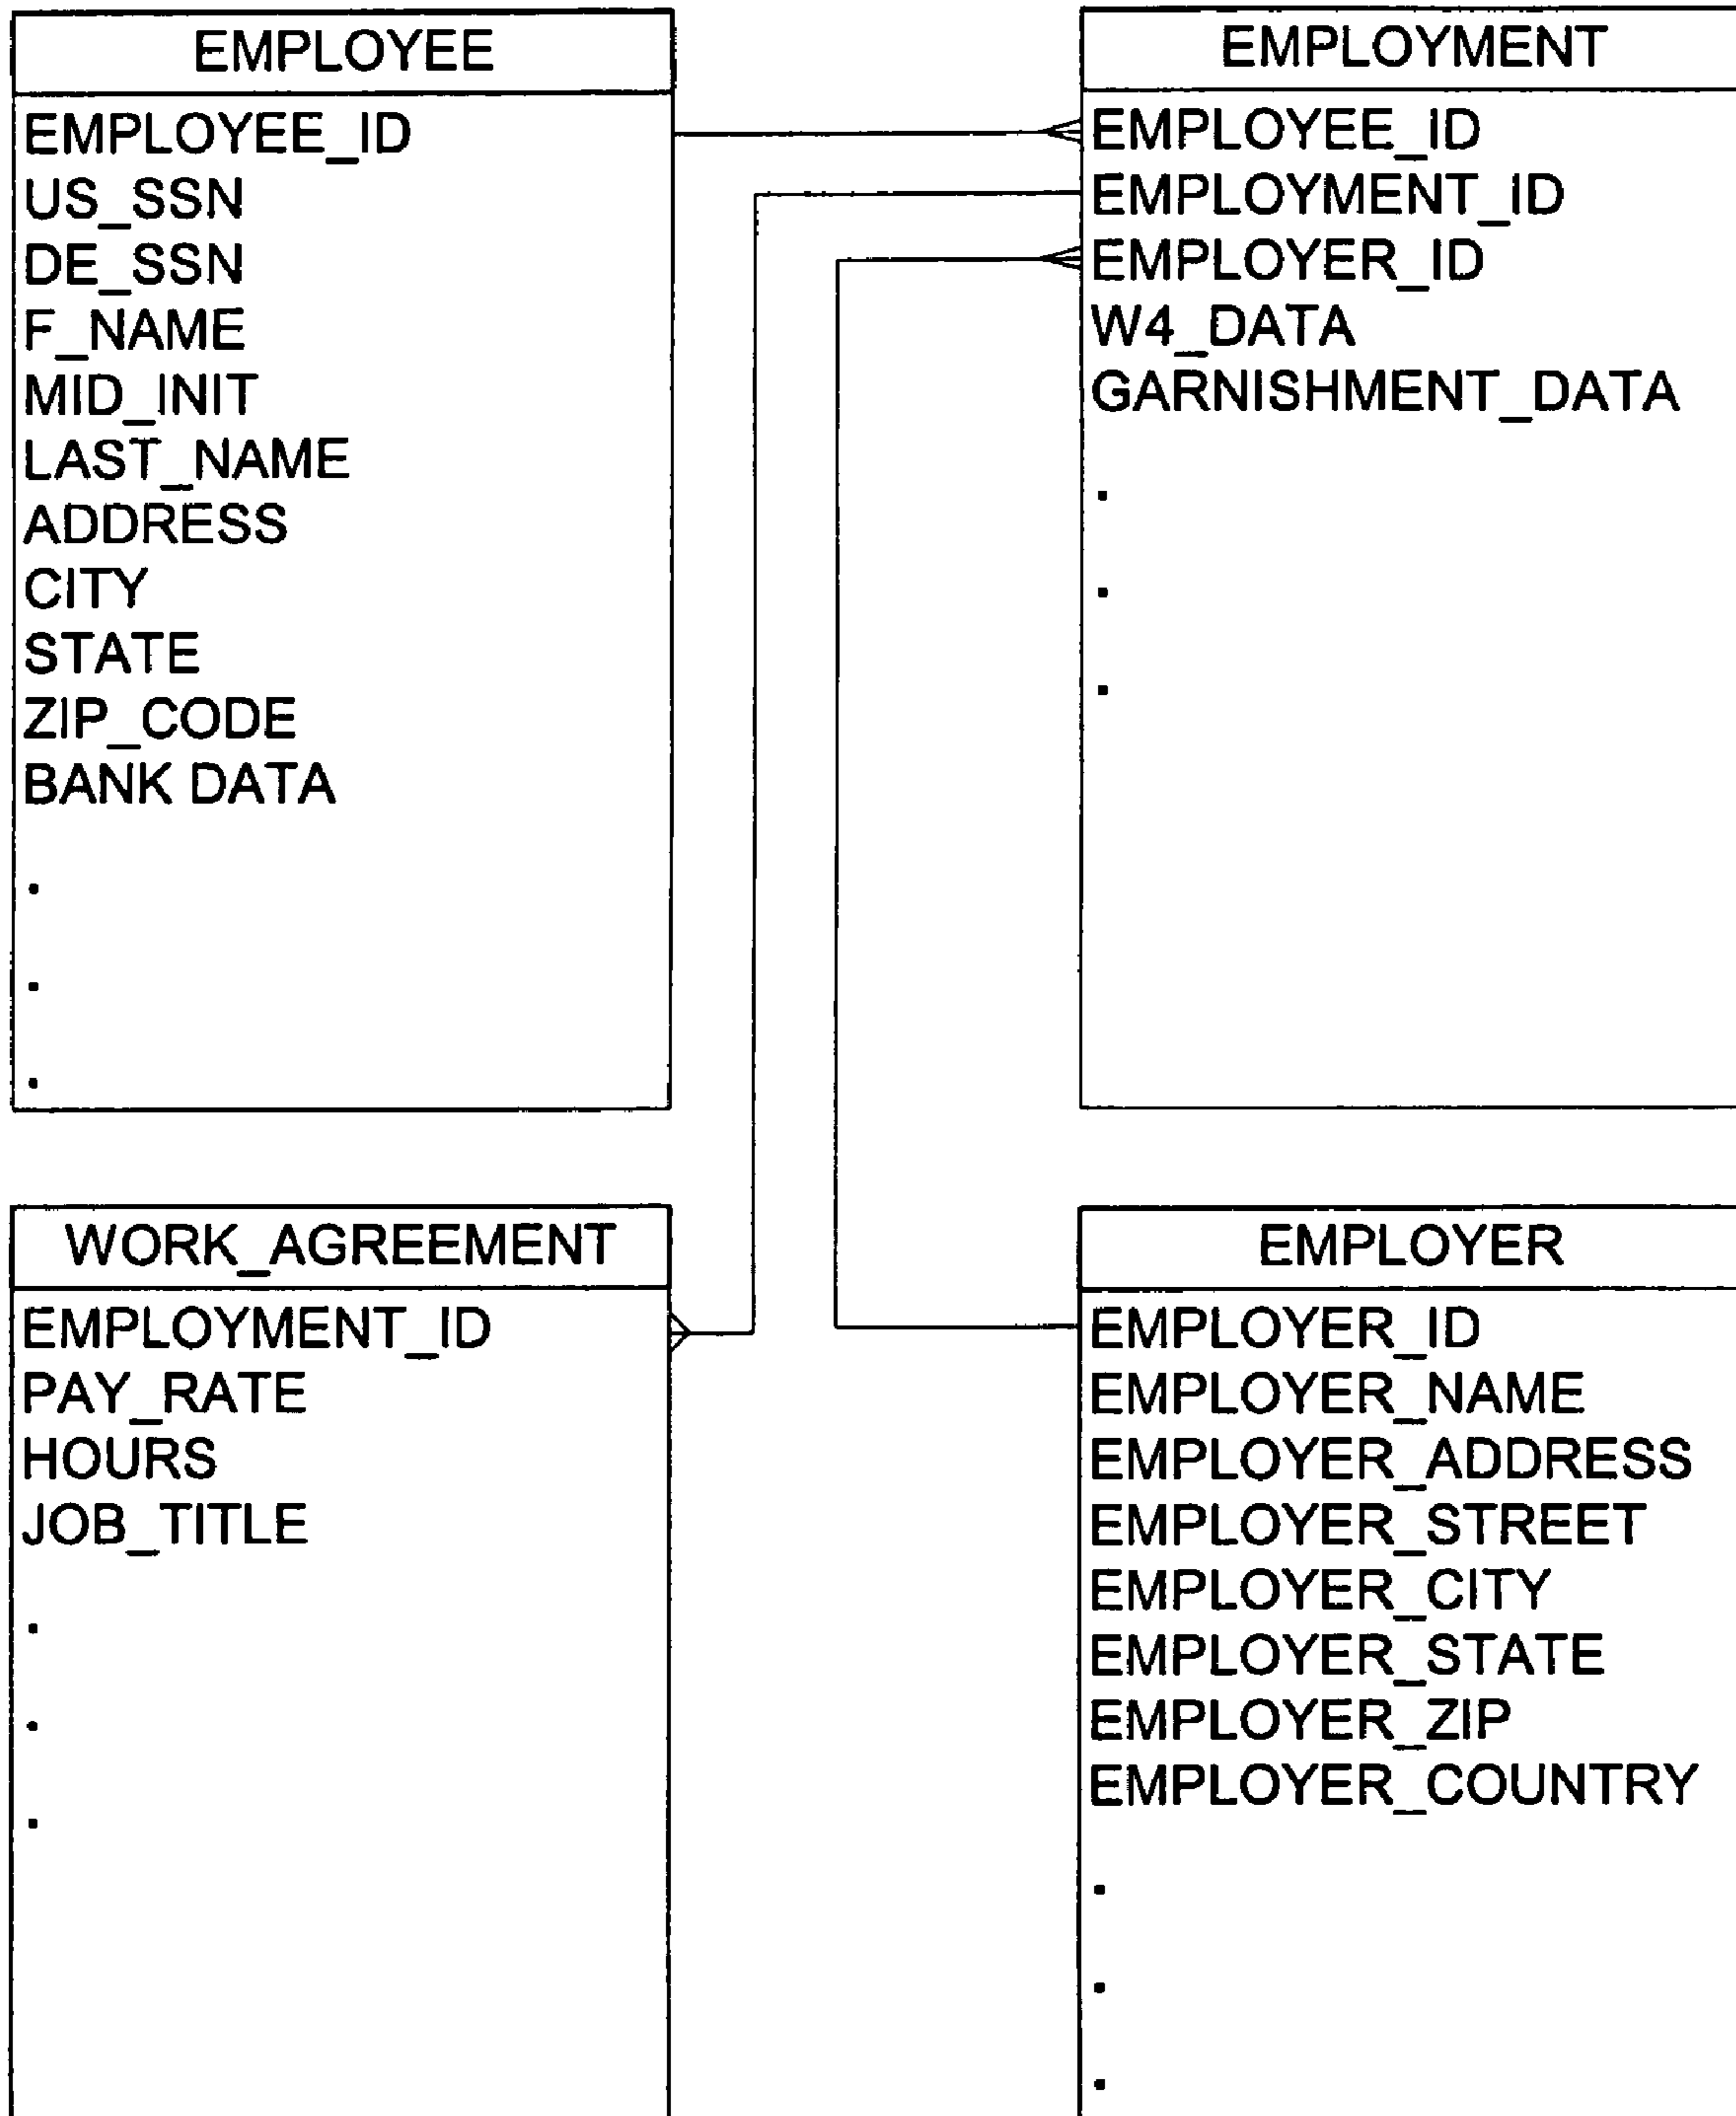 EMPLOYEE
EMPLOYEE_ID
US_SSN
DE_SSN
F_NAME
MID_INIT
LAST_NAME
ADDRESS
CITY
STATE
ZIP_CODE
BANK DATA
.
.
.
EMPLOYMENT
EMPLOYEE_ID
EMPLOYMENT_ID
EMPLOYER_ID
W4_DATA
GARNISHMENT_DATA
.
.
.
WORK_AGREEMENT
EMPLOYMENT_ID
PAY_RATE
HOURS
JOB_TITLE
.
.
.
EMPLOYER
EMPLOYER_ID
EMPLOYER_NAME
EMPLOYER_ADDRESS
EMPLOYER_STREET
EMPLOYER_CITY
EMPLOYER_STATE
EMPLOYER_ZIP
EMPLOYER_COUNTRY
.
.
.